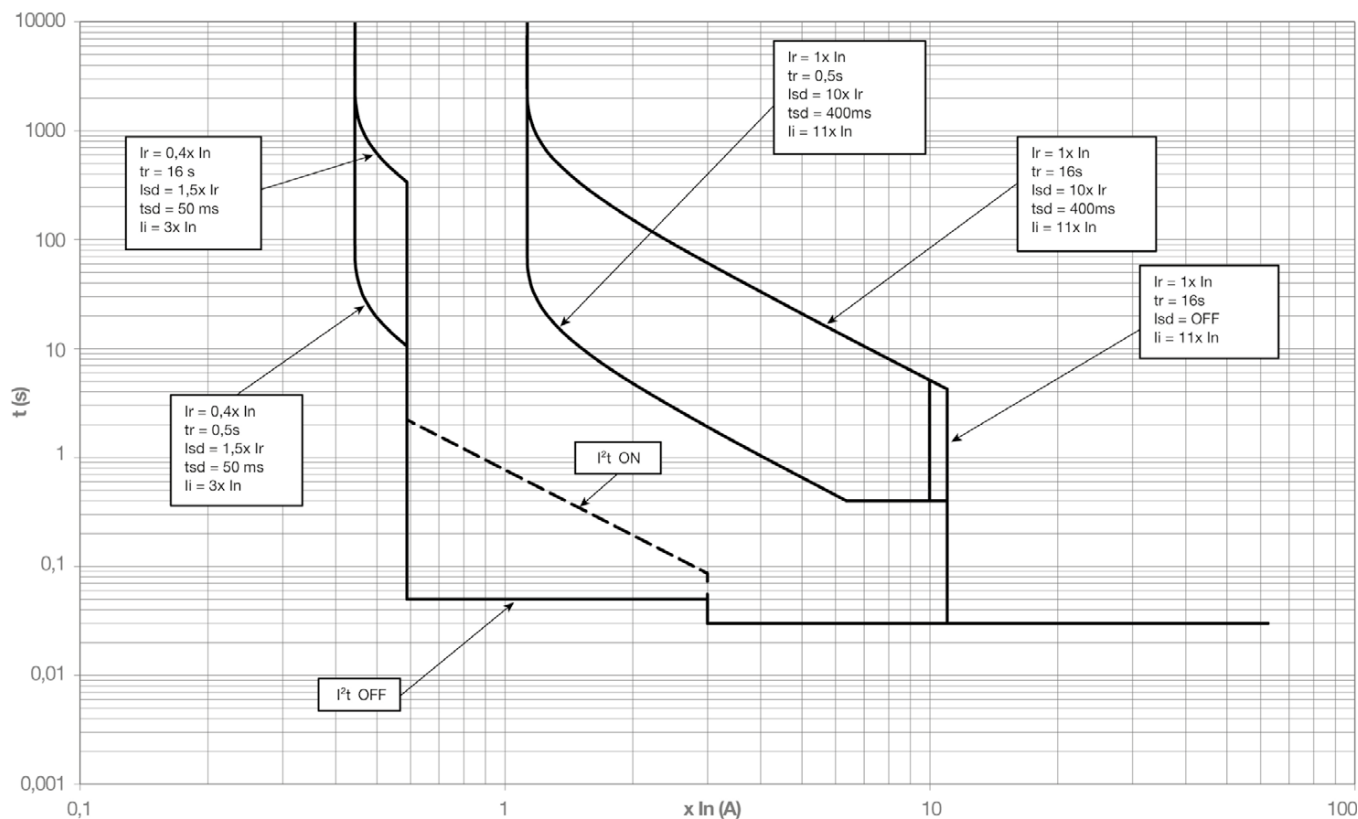 10000
1000
100
10
1
0,1
0,01
0,001
t (s)
Ir = 0,4x In
tr = 16 s
Isd = 1,5x Ir
tsd = 50 ms
Ii = 3x In
Ir = 0,4x In
tr = 0,5s
Isd = 1,5x Ir
tsd = 50 ms
Ii = 3x In
Ir = 1x In
tr = 0,5s
Isd = 10x Ir
tsd = 400ms
Ii = 11x In
Ir = 1x In
tr = 16s
Isd = 10x Ir
tsd = 400ms
Ii = 11x In
Ir = 1x In
tr = 16s
Isd = OFF
Ii = 11x In
I²t ON
I²t OFF
0,1
1
x In (A)
10
100